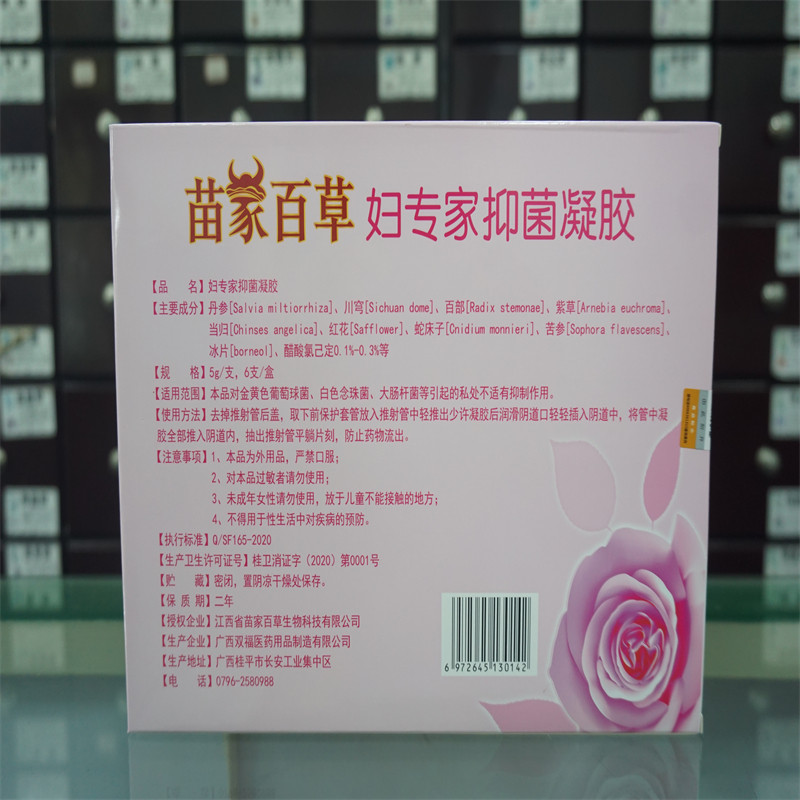 苗家百草 妇专家抑菌凝胶
【品 名】妇专家抑菌凝胶
【主要成分】丹参[Salvia miltiorrhiza]、川穹[Sichuan dome]、百部[Radix stemonae]、紫草[Arnebia euchroma]、
当归[Chinses angelica]、红花[Safflower]、蛇床子[Cnidium monnieri]、苦参[Sophora flavescens]、
冰片[borneol]、醋酸氯己定0.1%-0.3%等
【规 格】5g/支，6支/盒
【适用范围】本品对金黄色葡萄球菌、白色念珠菌、大肠杆菌等引起的私处不适有抑制作用。
【使用方法】去掉推射管后盖，取下前保护套管放入推射管中轻推出少许凝胶后润滑阴道口轻轻插入阴道中，将管中凝
胶全部推入阴道内，抽出推射管平躺片刻，防止药物流出。
【注意事项】1、本品为外用品，严禁口服；
2、对本品过敏者请勿使用；
3、未成年女性请勿使用，放于儿童不能接触的地方；
4、不得用于性生活中对疾病的预防。
【执行标准】Q/SF165-2020
【生产卫生许可证号】桂卫消证字（2020）第0001号
【贮 藏】密闭，置阴凉干燥处保存。
【保 质 期】二年
【授权企业】江西省苗家百草生物科技有限公司
【生产企业】广西双福医药用品制造有限公司
【生产地址】广西桂平市长安工业集中区
【电 话】0796-2580988
6 972645 130142